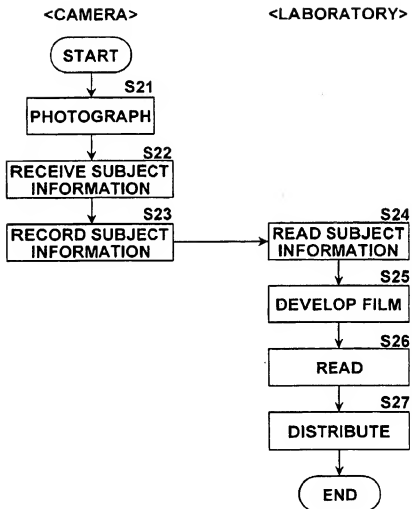 <CAMERA>
<LABORATORY>
START
S21
PHOTOGRAPH
S22
RECEIVE SUBJECT
INFORMATION
S23
RECORD SUBJECT
INFORMATION
S24
READ SUBJECT
INFORMATION
S25
DEVELOP FILM
S26
READ
S27
DISTRIBUTE
END